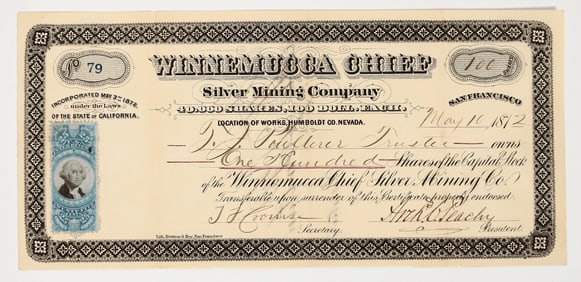 No 79
WINNEMUCCA CHIEF
100
Silver Mining Company
INCORPORATED MAY 3RD 1872,
under the Laws
OF THE STATE OF CALIFORNIA.
40,000 SHARES, 100 DOLL. EACH.
SAN FRANCISCO
LOCATION OF WORKS, HUMBOLDT CO. NEVADA.
May 10, 1872
Trustee owns
One Hundred Shares of the Capital Stock
of the Winnemucca Chief Silver Mining Co.
Transferable upon surrender of this Certificate properly endorsed.
Secretary.
President.